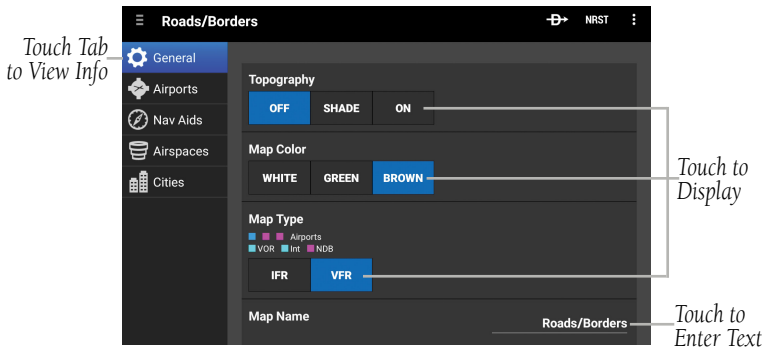 Roads/Borders
NRST
Touch Tab
to View Info
General
Airports
Nav Aids
Airspaces
Cities
Topography
OFF SHADE ON
Map Color
WHITE GREEN BROWN
Map Type
Airports
VOR Int NDB
IFR VFR
Map Name
Roads/Borders
Touch to
Display
Touch to
Enter Text